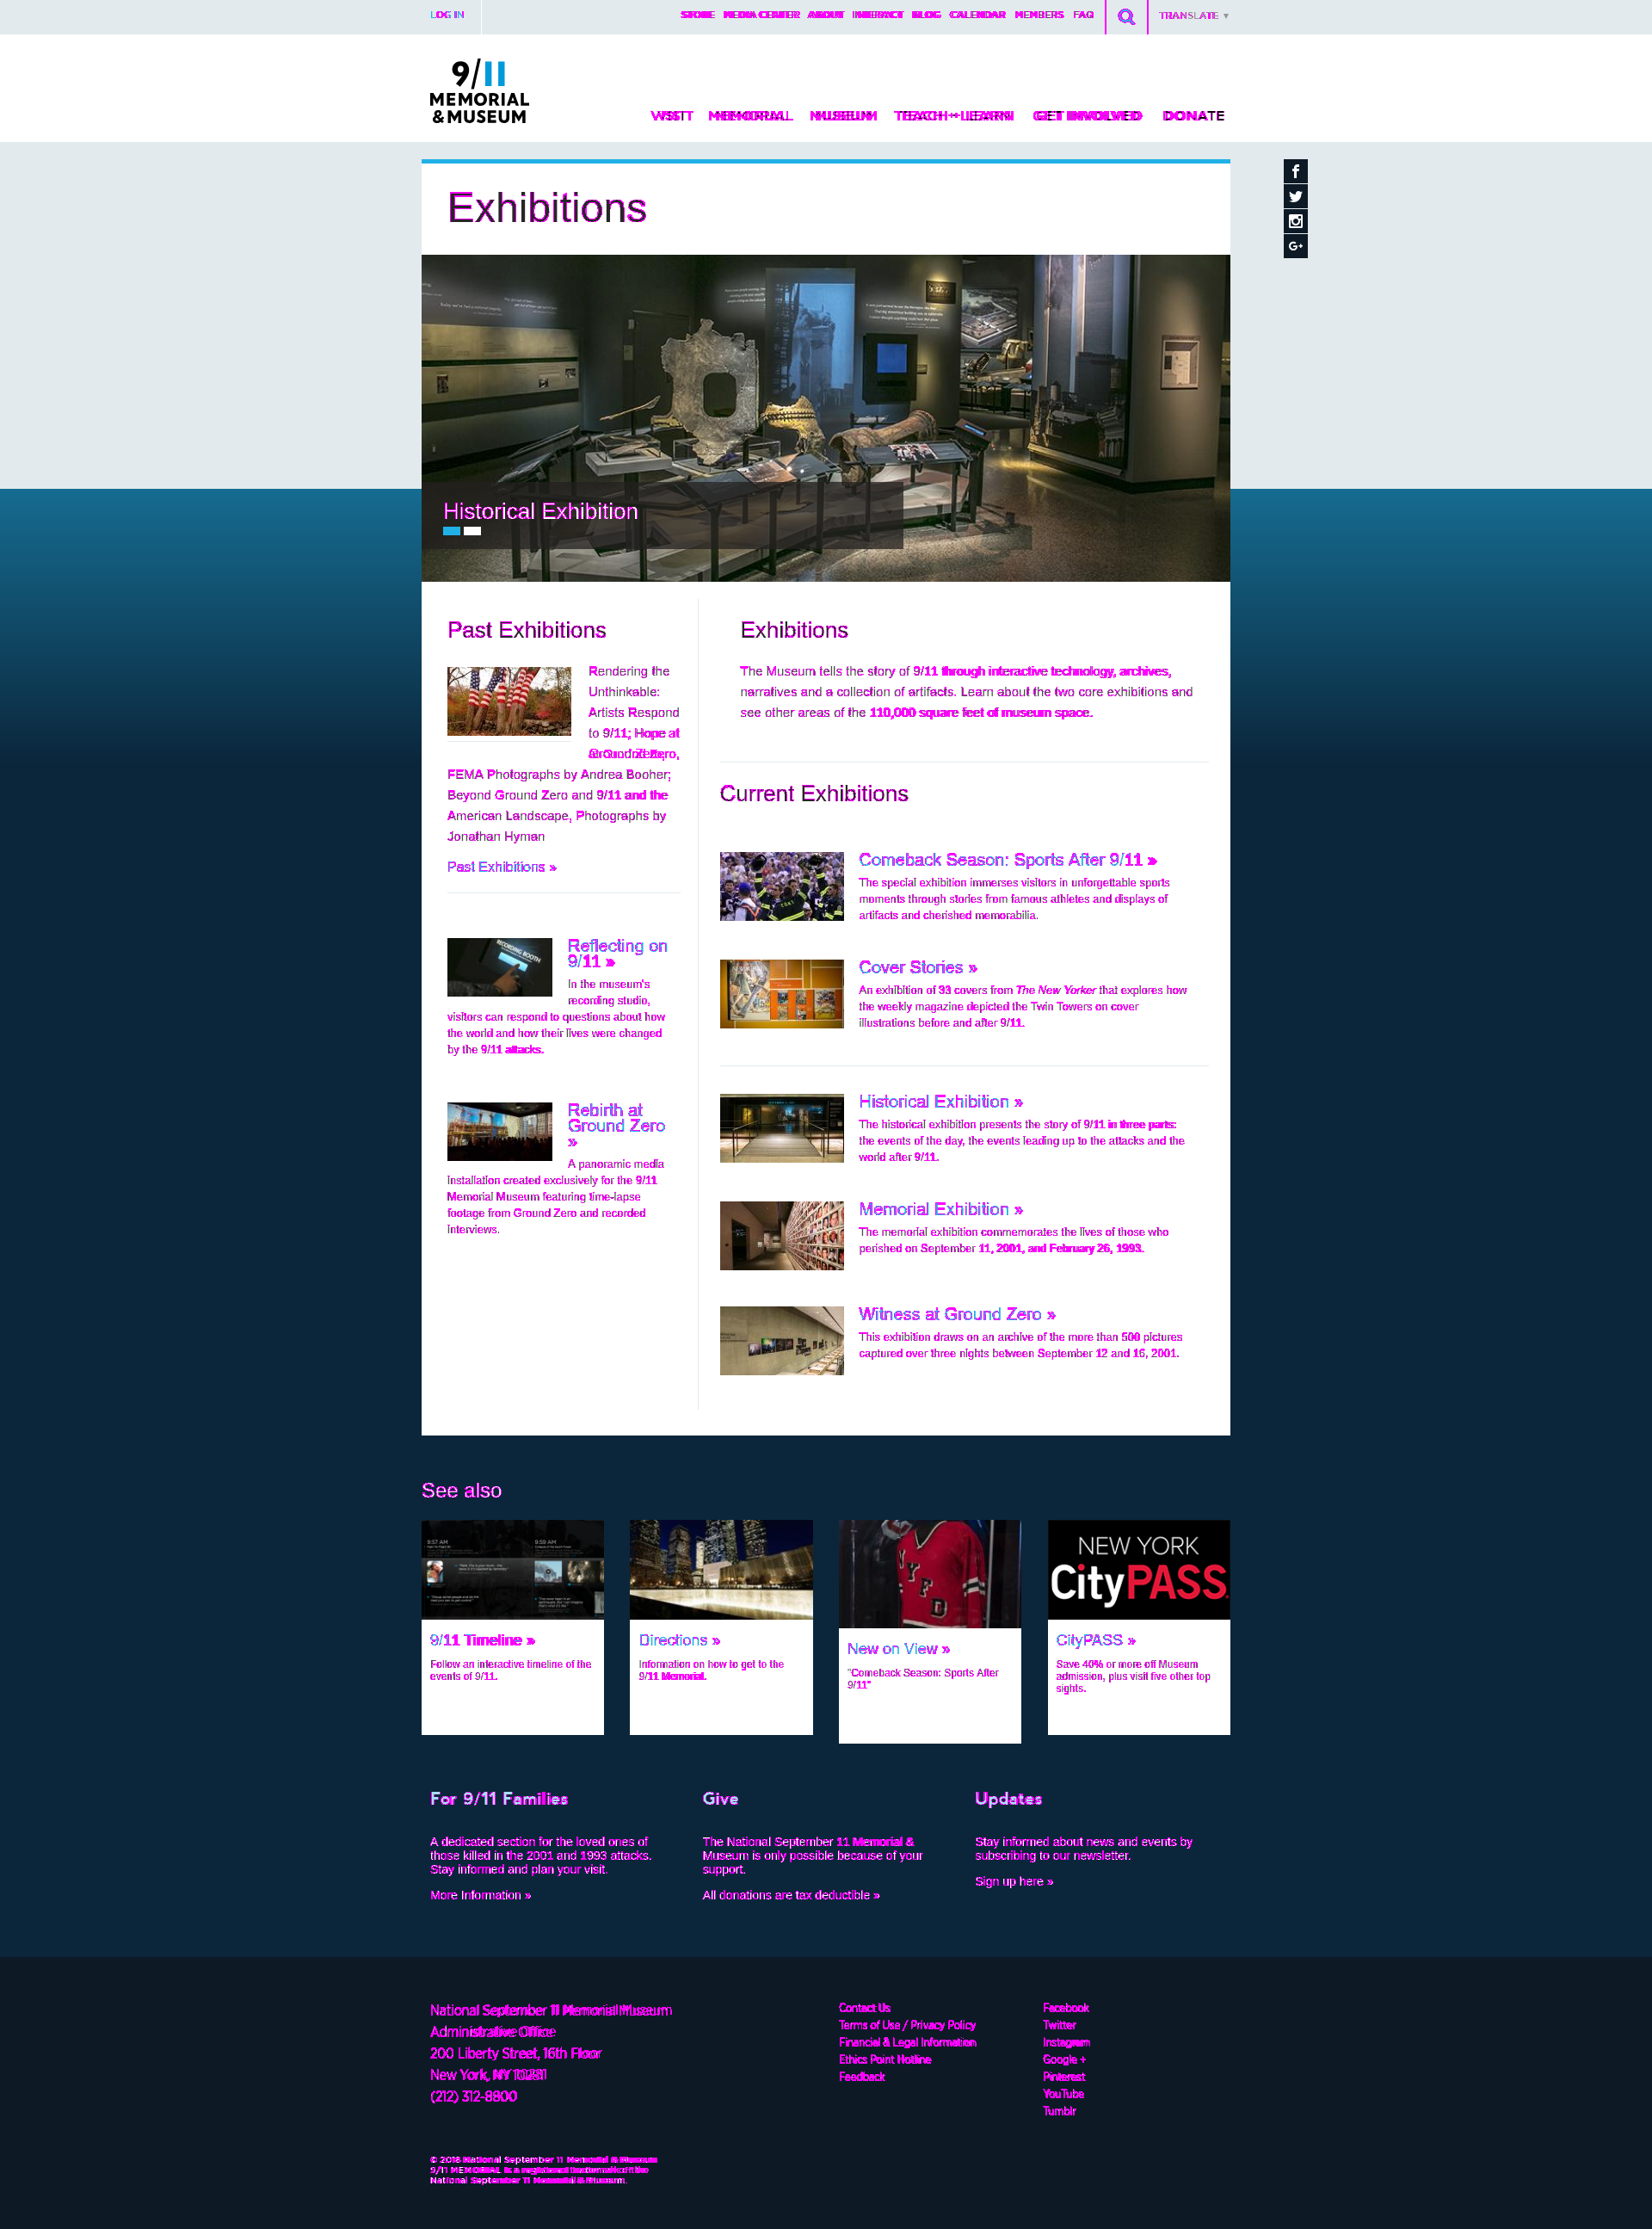 LOG IN
STORE MEDIA CENTER ABOUT INTERACT BLOG CALENDAR MEMBERS FAQ
TRANSLATE ▼
9/11
MEMORIAL
& MUSEUM
VISIT MEMORIAL MUSEUM TEACH + LEARN GET INVOLVED DONATE
Exhibitions
Historical Exhibition
Past Exhibitions
Rendering the
Unthinkable:
Artists Respond
to 9/11; Hope at
Ground Zero,
FEMA Photographs by Andrea Booher;
Beyond Ground Zero and 9/11 and the
American Landscape, Photographs by
Jonathan Hyman
Past Exhibitions »
RECORDING BOOTH
Reflecting on
9/11 »
In the museum's
recording studio,
visitors can respond to questions about how
the world and how their lives were changed
by the 9/11 attacks.
Rebirth at
Ground Zero
»
A panoramic media
installation created exclusively for the 9/11
Memorial Museum featuring time-lapse
footage from Ground Zero and recorded
interviews.
Exhibitions
The Museum tells the story of 9/11 through interactive technology, archives,
narratives and a collection of artifacts. Learn about the two core exhibitions and
see other areas of the 110,000 square feet of museum space.
Current Exhibitions
Comeback Season: Sports After 9/11 »
The special exhibition immerses visitors in unforgettable sports
moments through stories from famous athletes and displays of
artifacts and cherished memorabilia.
Cover Stories »
An exhibition of 33 covers from The New Yorker that explores how
the weekly magazine depicted the Twin Towers on cover
illustrations before and after 9/11.
Historical Exhibition »
The historical exhibition presents the story of 9/11 in three parts:
the events of the day, the events leading up to the attacks and the
world after 9/11.
Memorial Exhibition »
The memorial exhibition commemorates the lives of those who
perished on September 11, 2001, and February 26, 1993.
Witness at Ground Zero »
This exhibition draws on an archive of the more than 500 pictures
captured over three nights between September 12 and 16, 2001.
See also
8:57 AM
9:59 AM
9/11 Timeline »
Follow an interactive timeline of the
events of 9/11.
Directions »
Information on how to get to the
9/11 Memorial.
NYFD
New on View »
"Comeback Season: Sports After
9/11"
NEW YORK
CityPASS
CityPASS »
Save 40% or more off Museum
admission, plus visit five other top
sights.
For 9/11 Families
A dedicated section for the loved ones of
those killed in the 2001 and 1993 attacks.
Stay informed and plan your visit.
More Information »
Give
The National September 11 Memorial &
Museum is only possible because of your
support.
All donations are tax deductible »
Updates
Stay informed about news and events by
subscribing to our newsletter.
Sign up here »
National September 11 Memorial Museum
Administrative Office
200 Liberty Street, 16th Floor
New York, NY 10281
(212) 312-8800
Contact Us
Terms of Use / Privacy Policy
Financial & Legal Information
Ethics Point Hotline
Feedback
Facebook
Twitter
Instagram
Google +
Pinterest
YouTube
Tumblr
© 2018 National September 11 Memorial & Museum
9/11 MEMORIAL is a registered trademark of the
National September 11 Memorial & Museum.